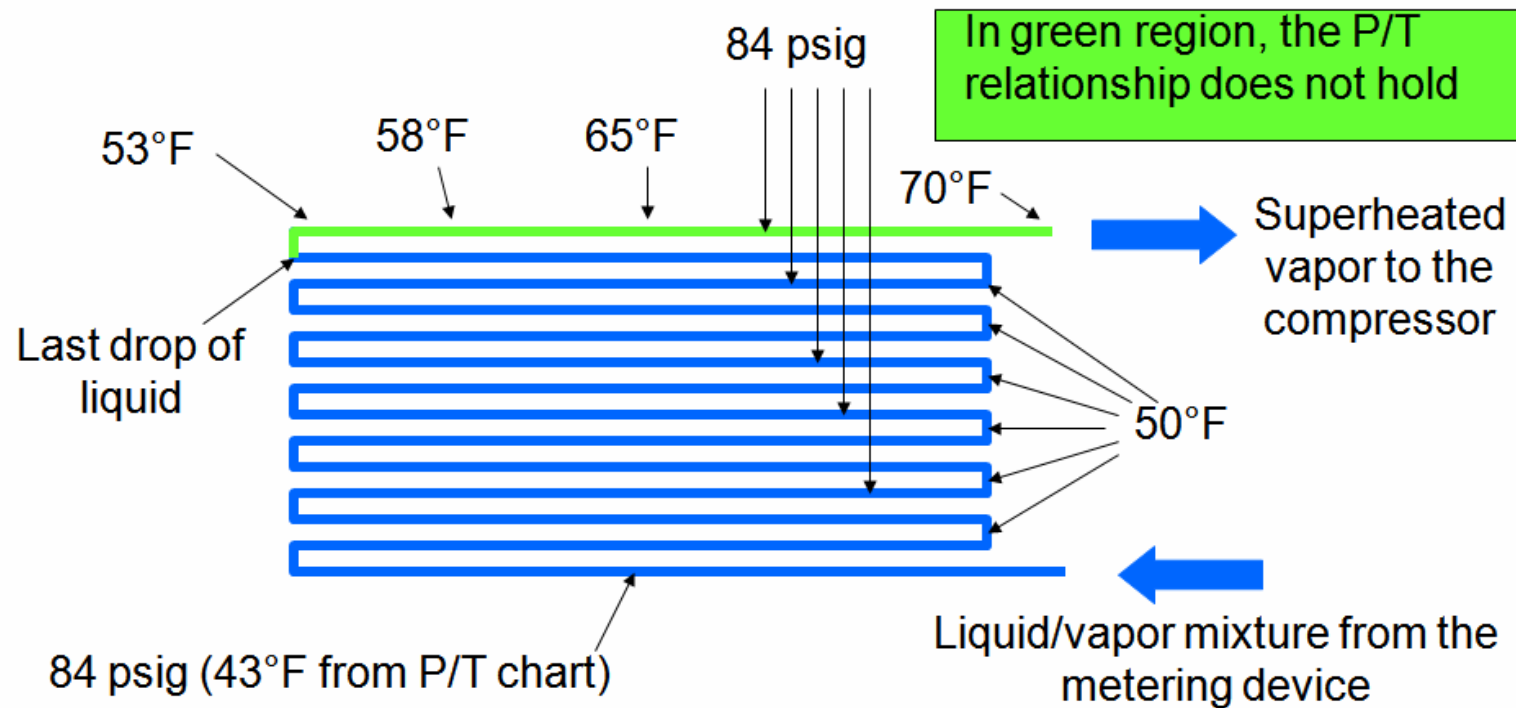 84 psig
In green region, the P/T
relationship does not hold
53°F
58°F
65°F
70°F
Superheated
vapor to the
compressor
Last drop of
liquid
50°F
84 psig (43°F from P/T chart)
Liquid/vapor mixture from the
metering device